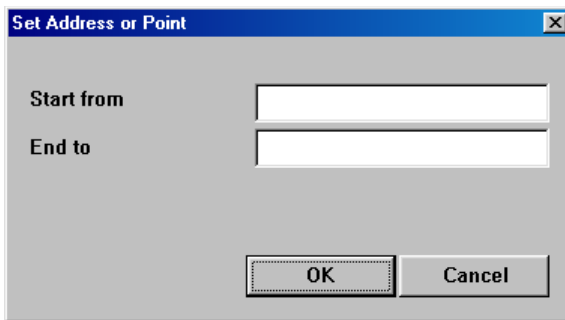 Set Address or Point
Start from
End to
OK Cancel